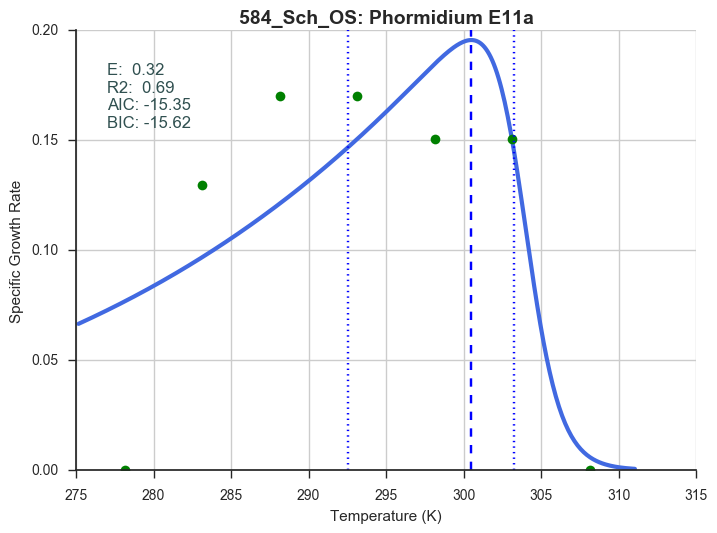 584_Sch_OS: Phormidium E11a
E: 0.32
R2: 0.69
AIC: -15.35
BIC: -15.62
Specific Growth Rate
0.20
0.15
0.10
0.05
0.00
275 280 285 290 295 300 305 310 315
Temperature (K)